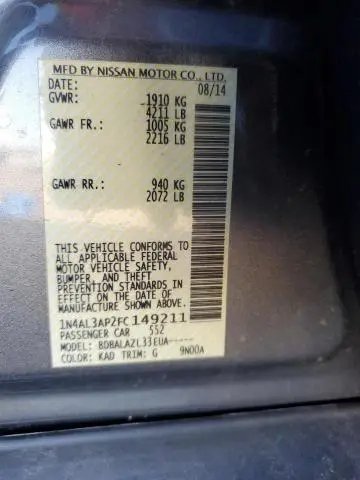 MFD BY NISSAN MOTOR CO., LTD.
DATE: 08/14
GVWR: 1910 KG
4211 LB
GAWR FR.: 1005 KG
2216 LB
GAWR RR.: 940 KG
2072 LB
THIS VEHICLE CONFORMS TO
ALL APPLICABLE FEDERAL
MOTOR VEHICLE SAFETY,
BUMPER, AND THEFT
PREVENTION STANDARDS IN
EFFECT ON THE DATE OF
MANUFACTURE SHOWN ABOVE.
1N4AL3AP2FC149211
PASSENGER CAR 552
MODEL: BDBALAZL33EUA-----
COLOR: KAD TRIM: G 9N00A